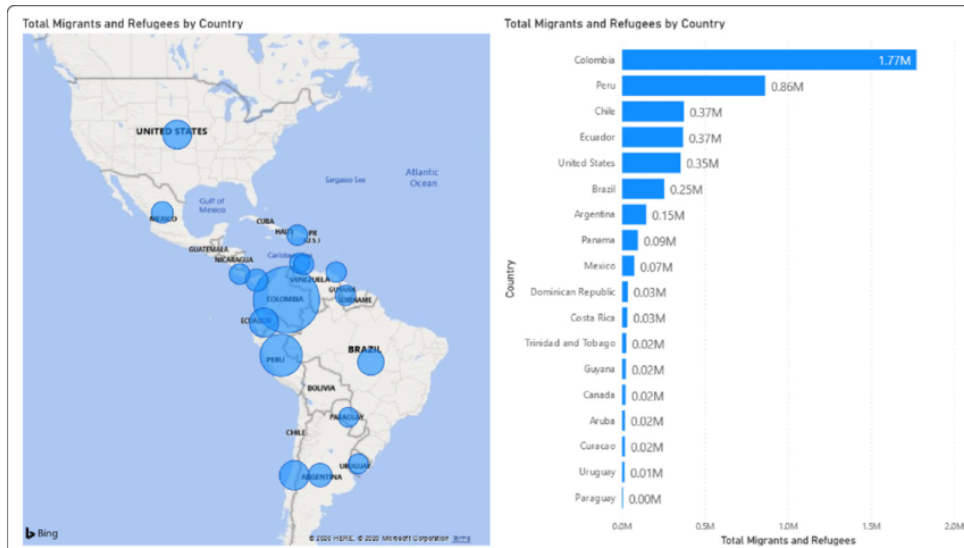 Total Migrants and Refugees by Country
UNITED STATES
Atlantic
Ocean
Sargasso Sea
Gulf of
Mexico
MEXICO
CUBA
HAITI
PR
(U.S.)
GUATEMALA
NICARAGUA
VENEZUELA
GUYANA
SURINAME
COLOMBIA
ECUADOR
PERU
BRAZIL
BOLIVIA
PARAGUAY
CHILE
URUGUAY
ARGENTINA
Bing
© 2020 HERE, © 2020 Microsoft Corporation Terms
Total Migrants and Refugees by Country
Country
Colombia 1.77M
Peru 0.86M
Chile 0.37M
Ecuador 0.37M
United States 0.35M
Brazil 0.25M
Argentina 0.15M
Panama 0.09M
Mexico 0.07M
Dominican Republic 0.03M
Costa Rica 0.03M
Trinidad and Tobago 0.02M
Guyana 0.02M
Canada 0.02M
Aruba 0.02M
Curacao 0.02M
Uruguay 0.01M
Paraguay 0.00M
0.0M 0.5M 1.0M 1.5M 2.0M
Total Migrants and Refugees